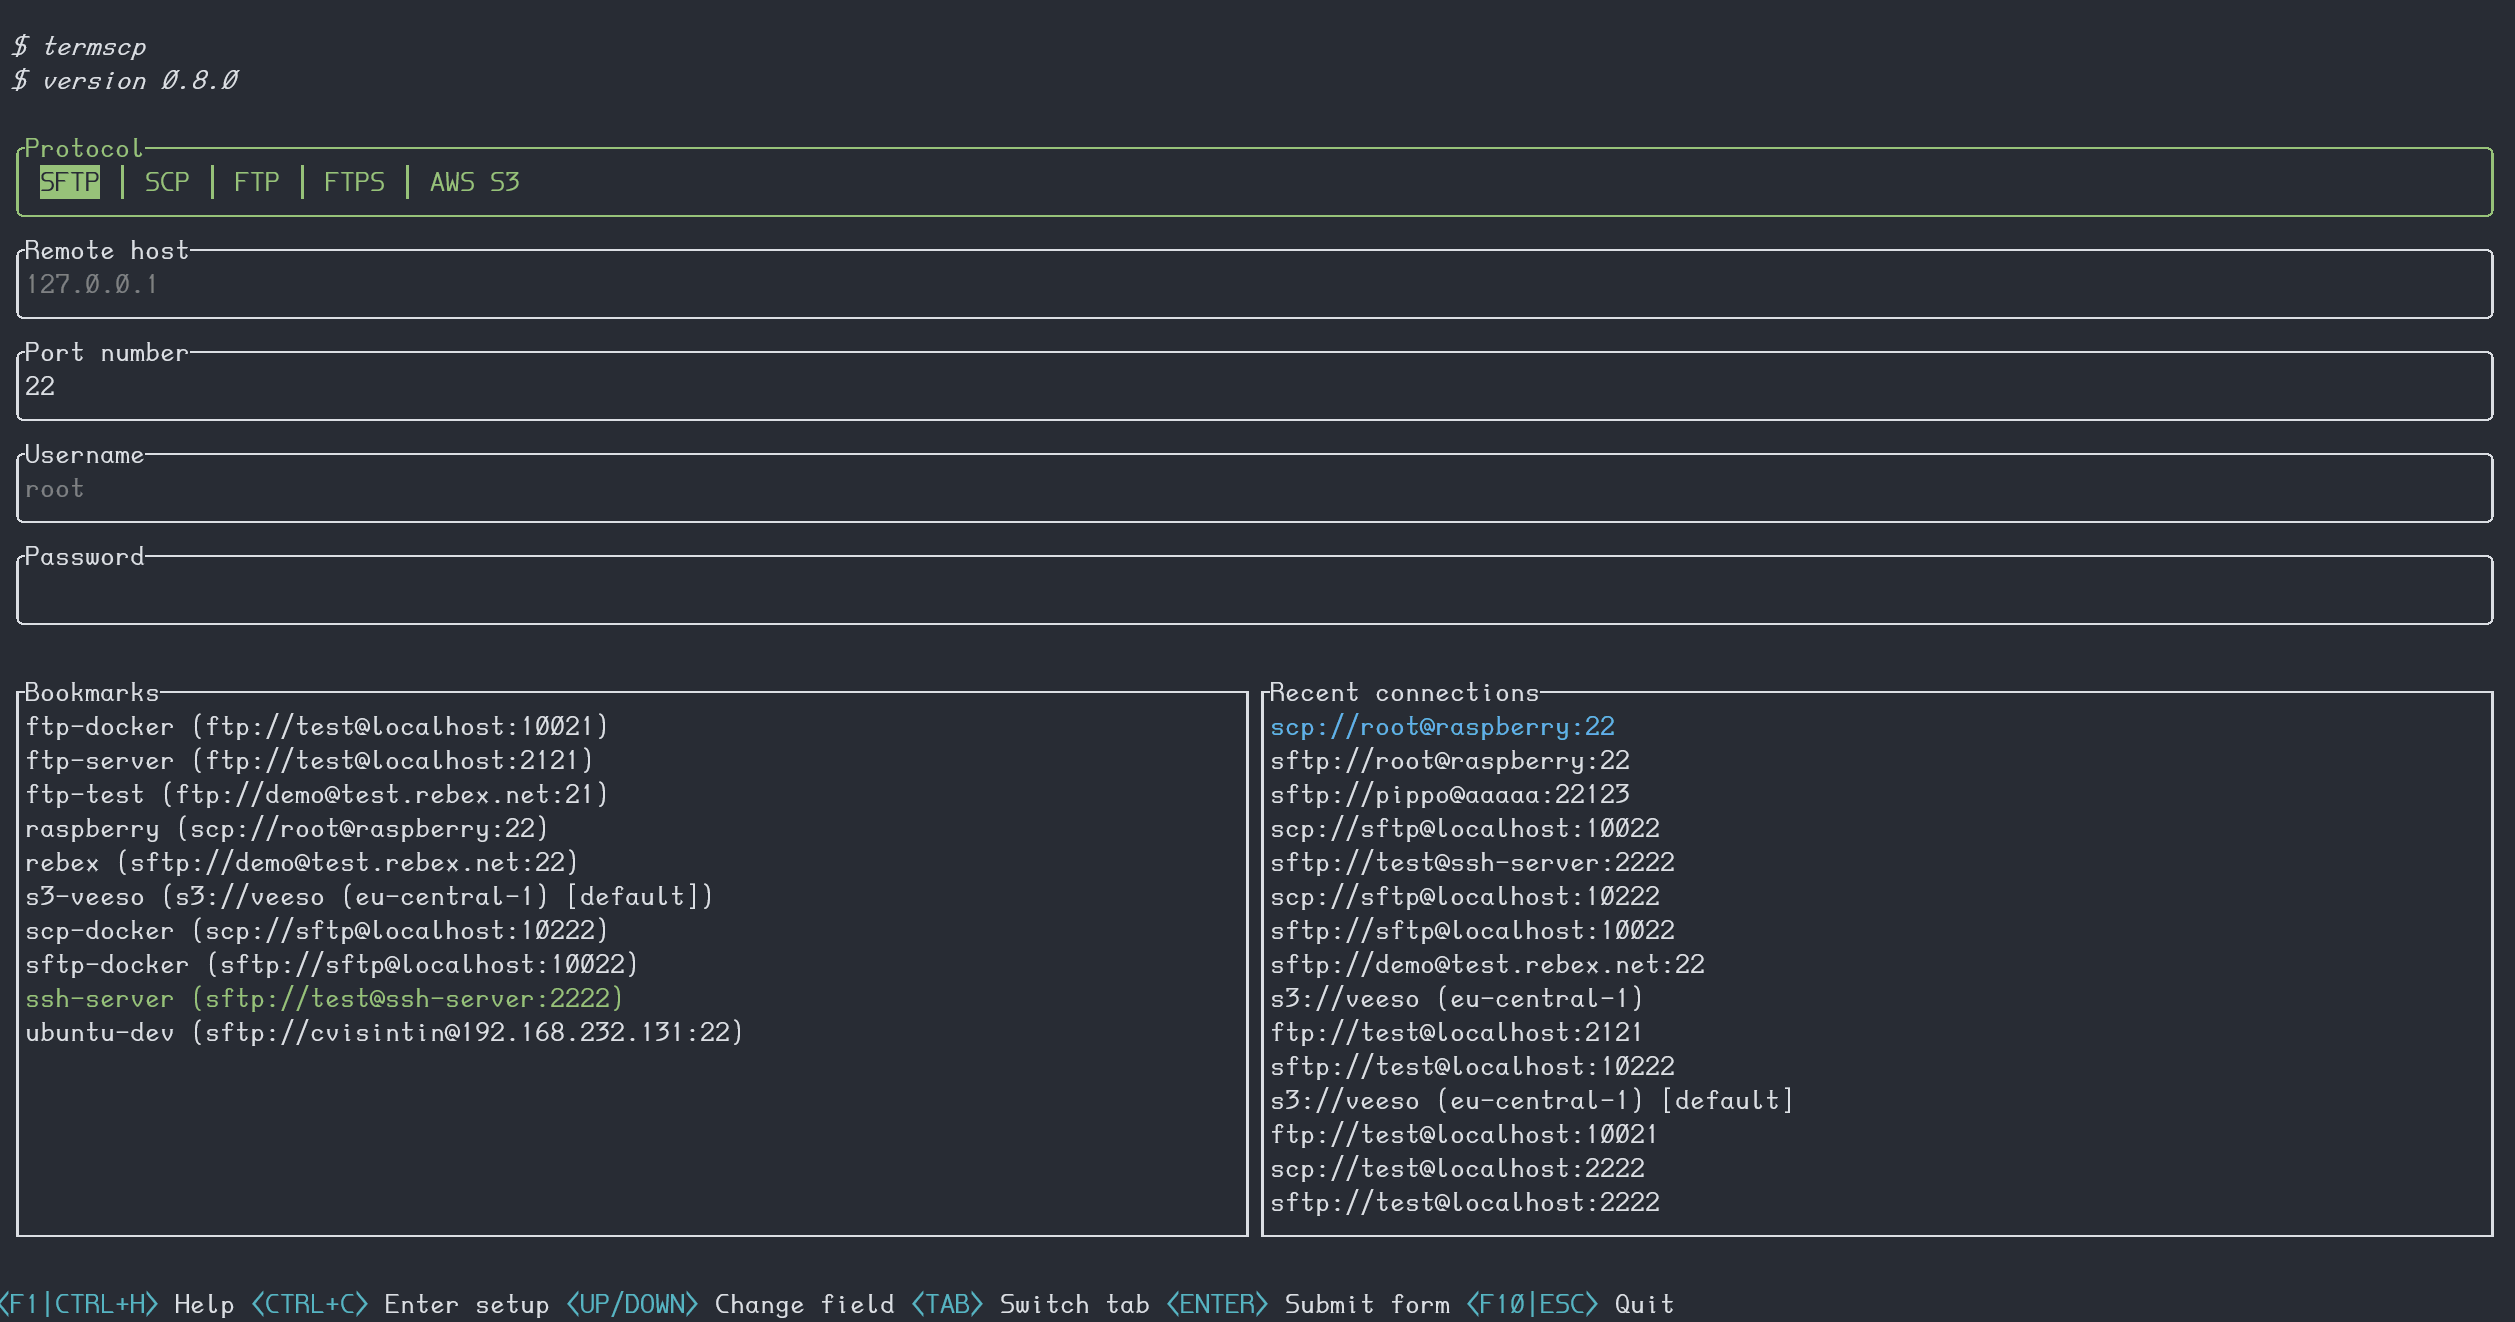 $ termscp
$ version 0.8.0
Protocol
SFTP │ SCP │ FTP │ FTPS │ AWS S3
Remote host
127.0.0.1
Port number
22
Username
root
Password
Bookmarks
ftp-docker (ftp://test@localhost:10021)
ftp-server (ftp://test@localhost:2121)
ftp-test (ftp://demo@test.rebex.net:21)
raspberry (scp://root@raspberry:22)
rebex (sftp://demo@test.rebex.net:22)
s3-veeso (s3://veeso (eu-central-1) [default])
scp-docker (scp://sftp@localhost:10222)
sftp-docker (sftp://sftp@localhost:10022)
ssh-server (sftp://test@ssh-server:2222)
ubuntu-dev (sftp://cvisintin@192.168.232.131:22)
Recent connections
scp://root@raspberry:22
sftp://root@raspberry:22
sftp://pippo@aaaaa:22123
scp://sftp@localhost:10022
sftp://test@ssh-server:2222
scp://sftp@localhost:10222
sftp://sftp@localhost:10022
sftp://demo@test.rebex.net:22
s3://veeso (eu-central-1)
ftp://test@localhost:2121
sftp://test@localhost:10222
s3://veeso (eu-central-1) [default]
ftp://test@localhost:10021
scp://test@localhost:2222
sftp://test@localhost:2222
<F1|CTRL+H> Help <CTRL+C> Enter setup <UP/DOWN> Change field <TAB> Switch tab <ENTER> Submit form <F10|ESC> Quit